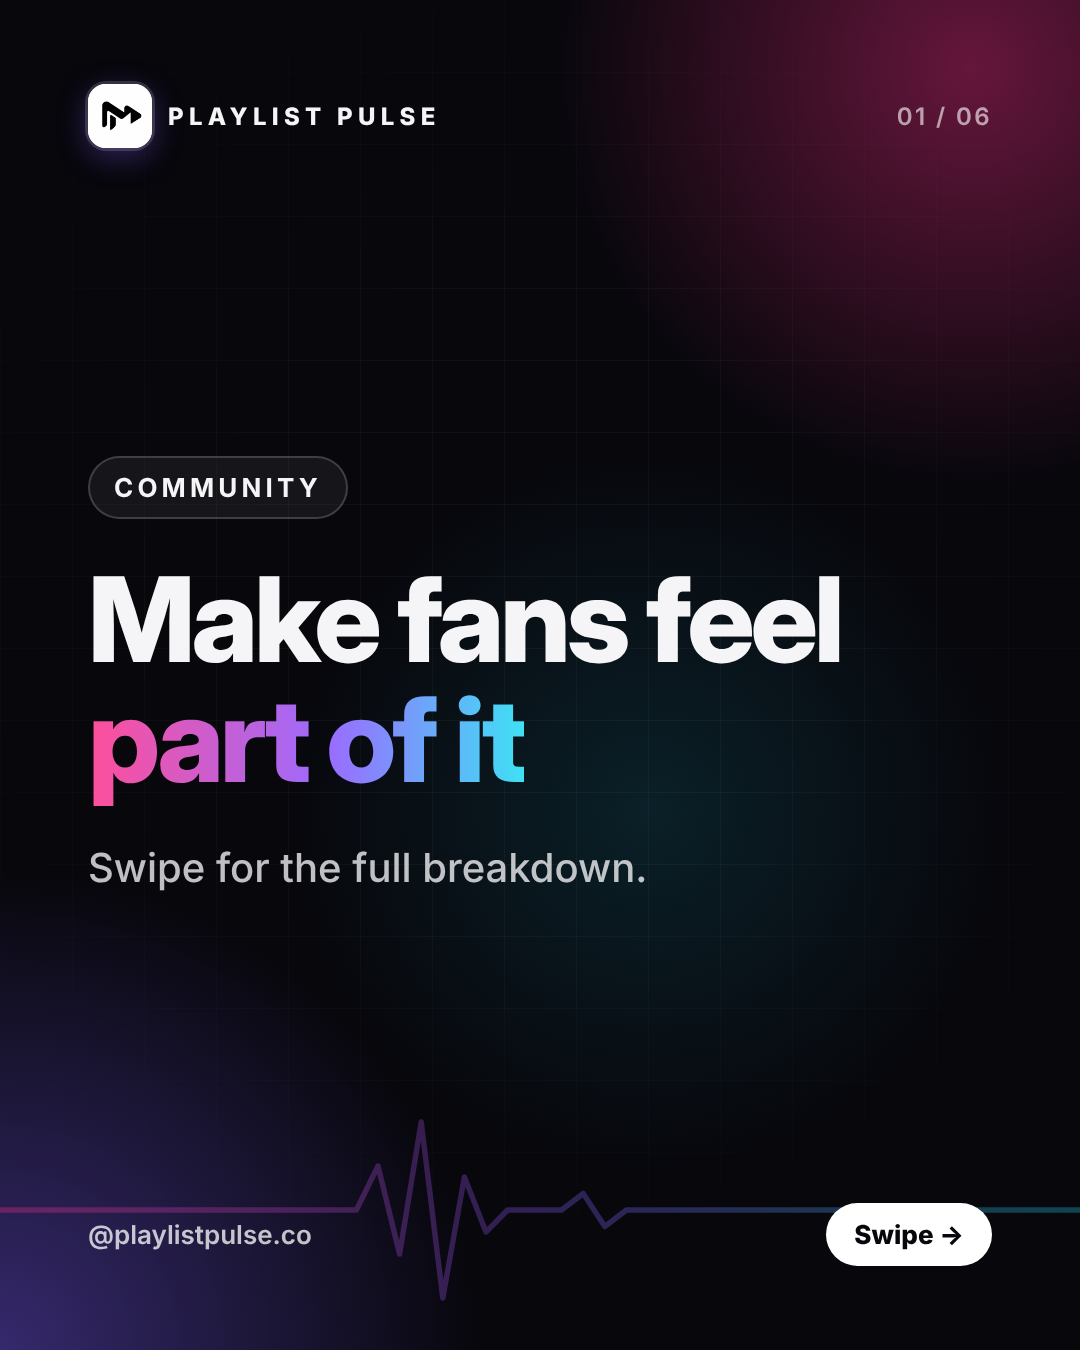 PLAYLIST PULSE
01 / 06
COMMUNITY
Make fans feel
part of it
Swipe for the full breakdown.
@playlistpulse.co
Swipe →